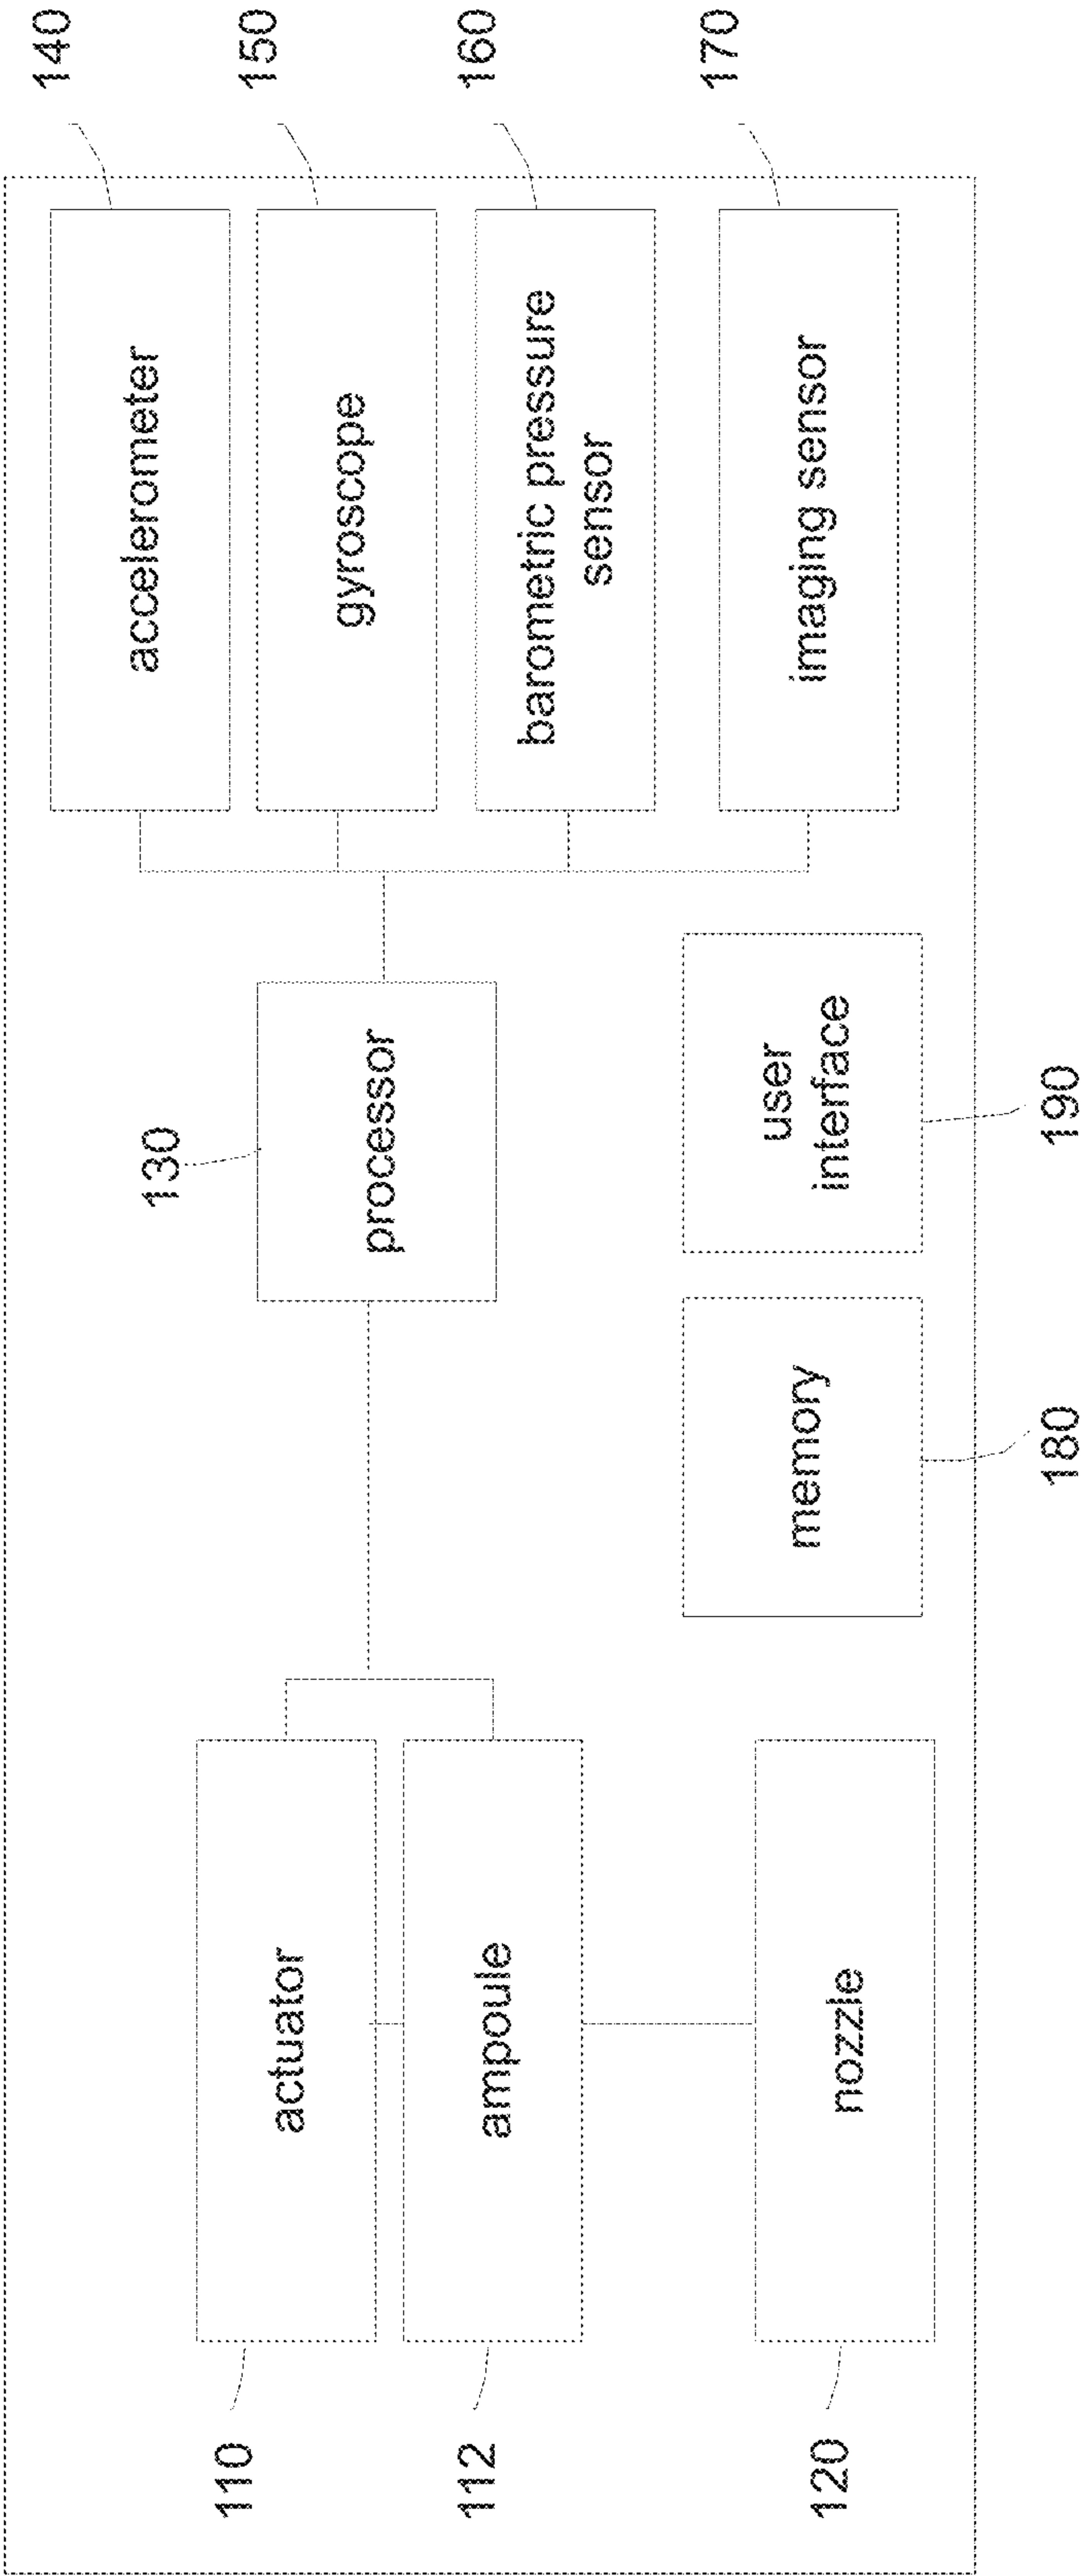 110
actuator
112
ampoule
120
nozzle
130
processor
180
memory
190
user
interface
140
accelerometer
150
gyroscope
160
barometric pressure
sensor
170
imaging sensor